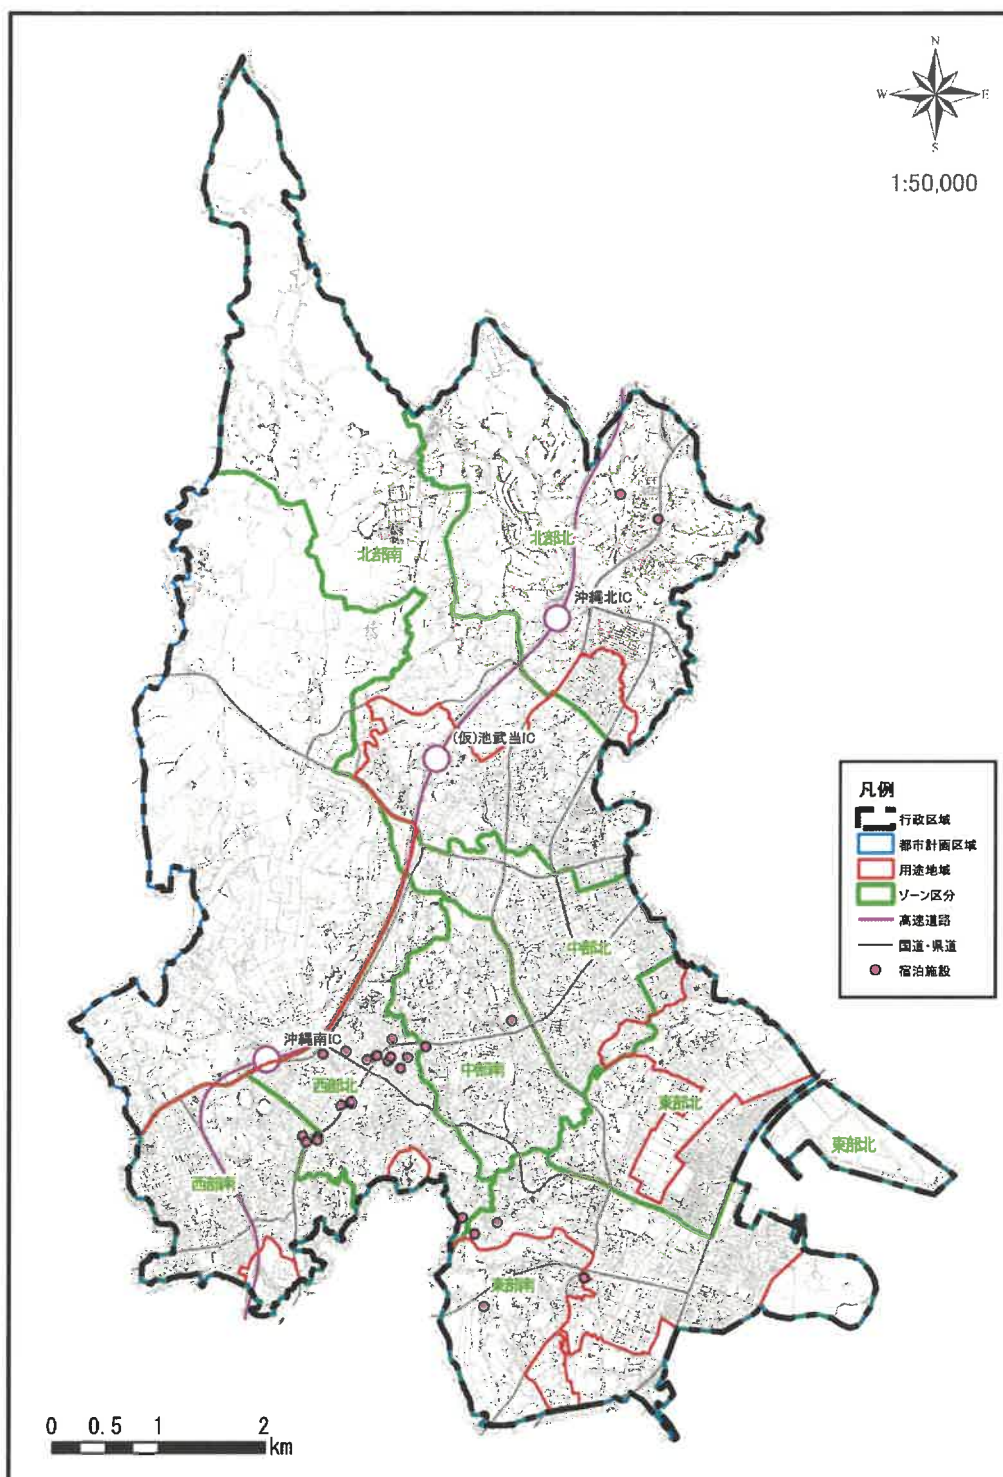 N
W E
S
1:50,000
北部南
北部北
沖縄北IC
(仮)池武当IC
凡例
行政区域
都市計画区域
用途地域
ゾーン区分
高速道路
国道・県道
宿泊施設
中部北
沖縄南IC
西部北
中部南
東部北
東部北
西部南
東部南
0 0.5 1 2
km